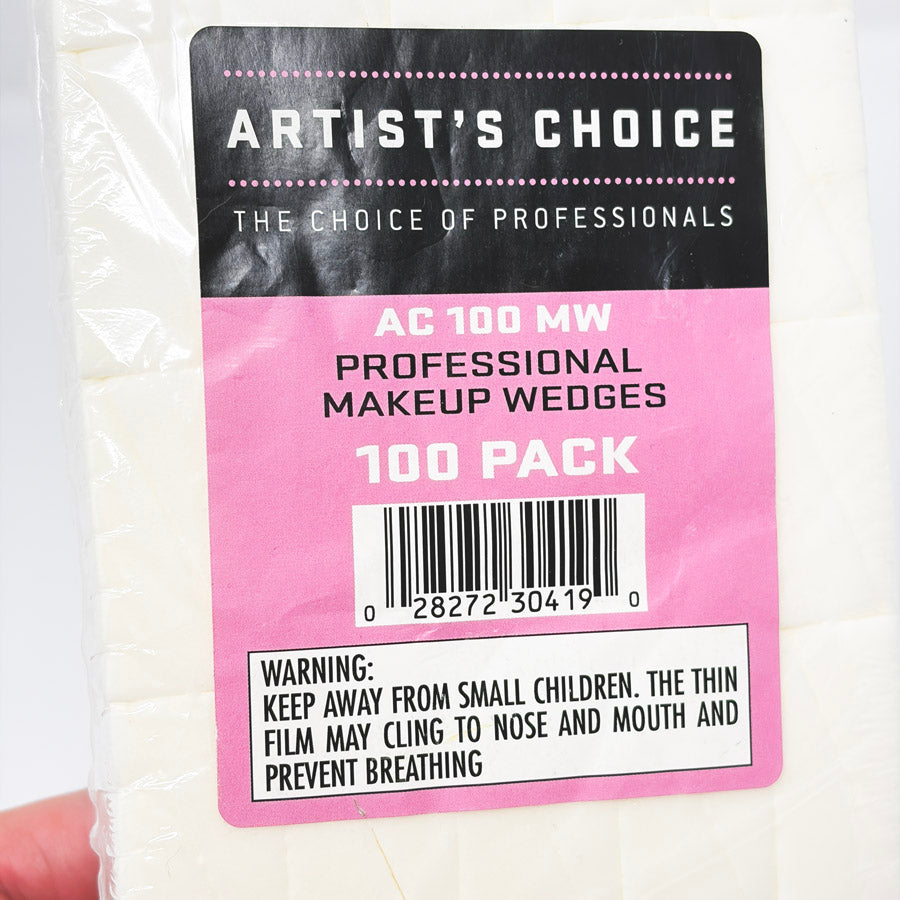 ARTIST'S CHOICE
THE CHOICE OF PROFESSIONALS
AC 100 MW
PROFESSIONAL
MAKEUP WEDGES
100 PACK
0 28272 30419 0
WARNING:
KEEP AWAY FROM SMALL CHILDREN. THE THIN
FILM MAY CLING TO NOSE AND MOUTH AND
PREVENT BREATHING